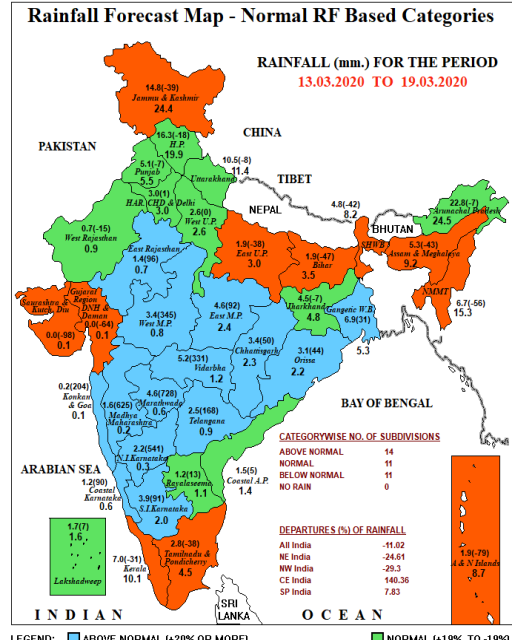 Rainfall Forecast Map - Normal RF Based Categories
RAINFALL (mm.) FOR THE PERIOD
13.03.2020 TO 19.03.2020
14.8(-39)
Jammu & Kashmir
24.4
CHINA
PAKISTAN
16.3(-18)
H.P.
19.9
5.1(-7)
Punjab
5.5
10.5(-8)
11.4
Uttarakhand
TIBET
3.0(1)
HAR. CHD & Delhi
3.0
2.6(0)
West U.P.
2.6
NEPAL
4.8(-42)
8.2
22.8(-7)
Arunachal Pradesh
24.5
BHUTAN
0.7(-15)
West Rajasthan
0.9
East Rajasthan
1.4(96)
0.7
1.9(-38)
East U.P.
3.0
1.9(-47)
Bihar
3.5
SHWB
5.3(-43)
Assam & Meghalaya
9.2
NMMT
6.7(-56)
15.3
Saurashtra &
Kutch, Diu
0.0(-98)
0.1
Gujarat
Region
DNH &
Daman
0.0(-64)
0.1
3.4(345)
West M.P.
0.8
4.6(92)
East M.P.
2.4
4.5(-7)
Jharkhand
4.8
Gangetic W.B.
6.9(31)
5.3
3.4(50)
Chhattisgarh
2.3
3.1(44)
Orissa
2.2
5.2(331)
Vidarbha
1.2
0.2(204)
Konkan
& Goa
0.1
1.6(625)
Madhya
Maharashtra
0.2
4.6(728)
Marathwada
0.6
2.5(168)
Telangana
0.9
BAY OF BENGAL
2.2(541)
N.I.Karnataka
0.3
ARABIAN SEA
1.2(90)
Coastal
Karnataka
0.6
1.2(13)
Rayalaseema
1.1
1.5(5)
Coastal A.P.
1.4
3.9(91)
S.I.Karnataka
2.0
CATEGORYWISE NO. OF SUBDIVISIONS
ABOVE NORMAL 14
NORMAL 11
BELOW NORMAL 11
NO RAIN 0
DEPARTURES (%) OF RAINFALL
All India -11.02
NE India -24.61
NW India -29.3
CE India 140.36
SP India 7.83
1.7(7)
1.6
Lakshadweep
7.0(-31)
Kerala
10.1
2.8(-38)
Tamilnadu &
Pondicherry
4.5
1.9(-79)
A & N Islands
8.7
SRI
LANKA
INDIAN OCEAN
LEGEND: ABOVE NORMAL (+20% OR MORE) NORMAL (+19% TO -19%)